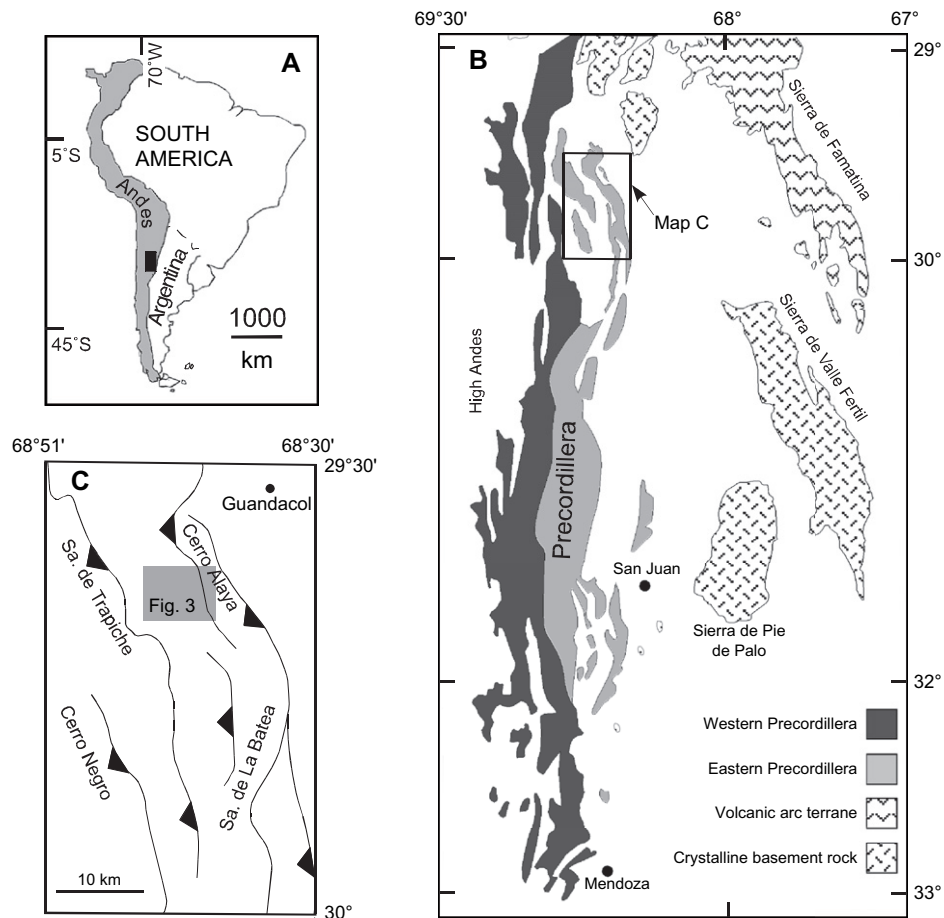 A
70˚W
SOUTH
AMERICA
5˚S
Andes
Argentina
1000
km
45˚S
69°30'
68°
67°
B
29°
Sierra de Famatina
Map C
30°
Sierra de Valle Fertil
High Andes
Precordillera
San Juan
Sierra de Pie
de Palo
32°
Western Precordillera
Eastern Precordillera
Volcanic arc terrane
Crystalline basement rock
Mendoza
33°
68°51'
68°30'
29°30'
C
Guandacol
Cerro Alaya
Sa. de Trapiche
Fig. 3
Cerro Negro
Sa. de La Batea
10 km
30°